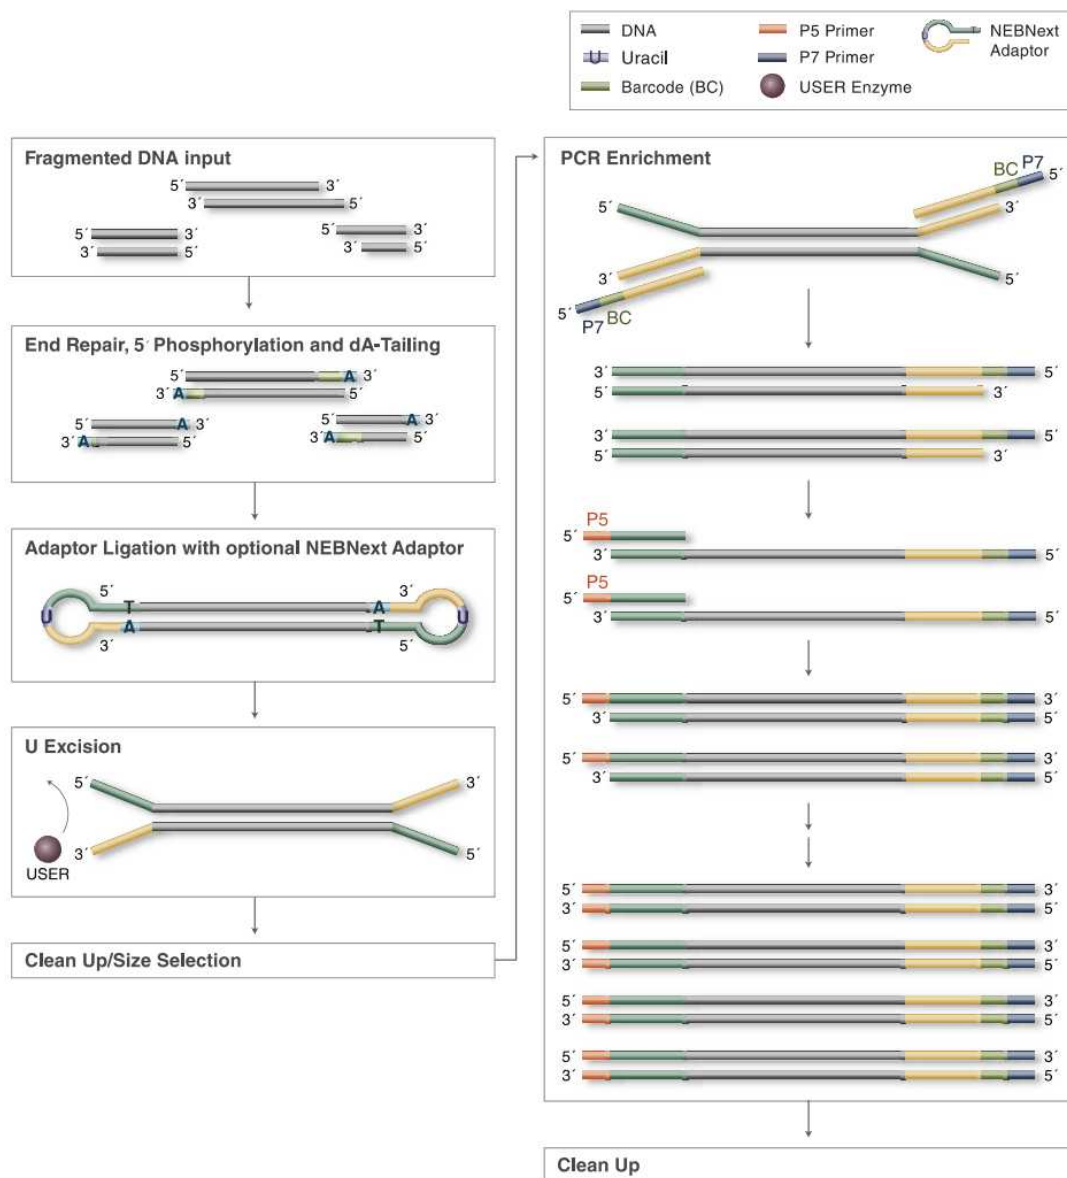 DNA
P5 Primer
NEBNext
Adaptor
U Uracil
P7 Primer
Barcode (BC)
USER Enzyme
Fragmented DNA input
5´ 3´
3´ 5´
5´ 3´
3´ 5´
5´ 3´
3´ 5´
End Repair, 5´ Phosphorylation and dA-Tailing
5´ A 3´
3´ A 5´
5´ A 3´
3´ A 5´
5´ A 3´
3´ A 5´
Adaptor Ligation with optional NEBNext Adaptor
5´ 3´
T A
U U
A T
3´ 5´
U Excision
5´ 3´
3´ 5´
USER
Clean Up/Size Selection
PCR Enrichment
BC P7 5´
5´ 3´
3´ 5´
5´ P7 BC
3´ 5´
5´ 3´
3´ 5´
5´ 3´
P5
5´
3´ 5´
P5
5´
3´ 5´
5´ 3´
3´ 5´
5´ 3´
3´ 5´
5´ 3´
3´ 5´
5´ 3´
3´ 5´
5´ 3´
3´ 5´
5´ 3´
3´ 5´
Clean Up